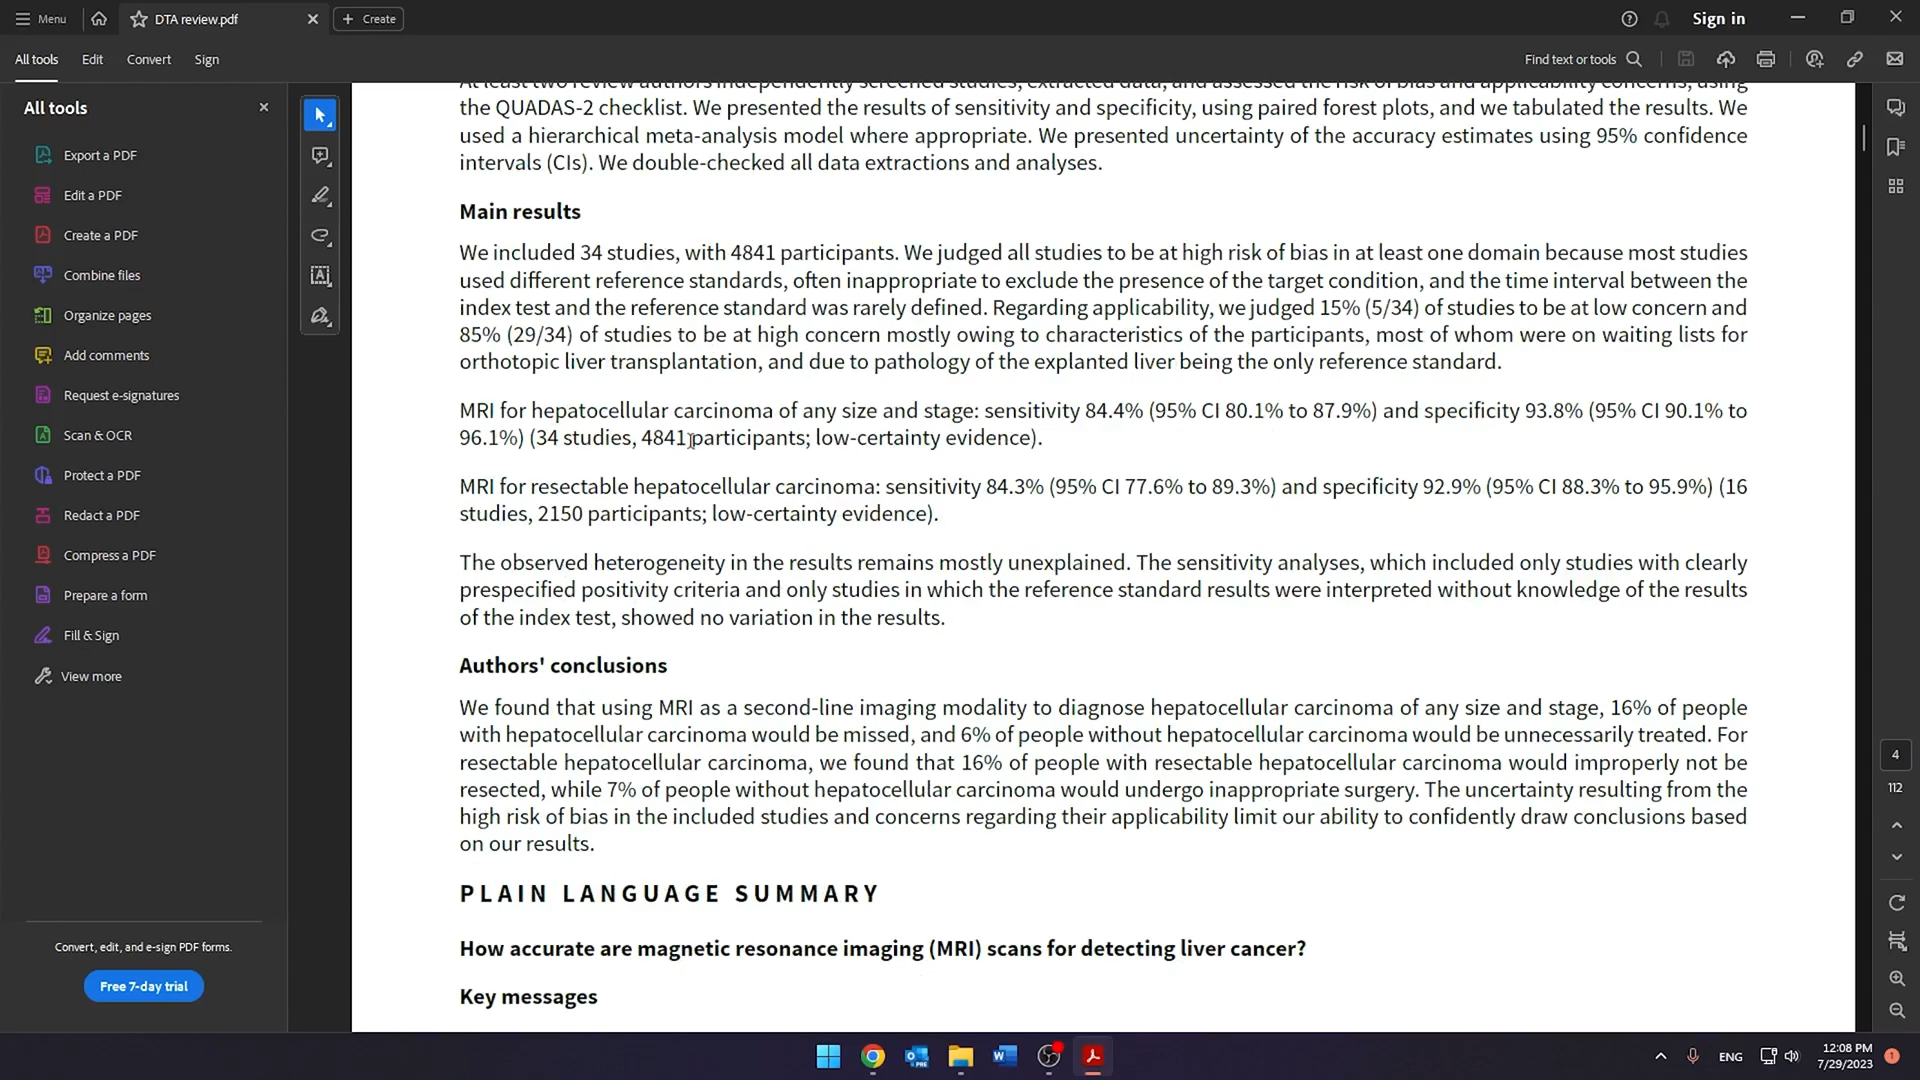 Menu
DTA review.pdf
Create
Sign in
All tools
Edit
Convert
Sign
Find text or tools
All tools
Export a PDF
Edit a PDF
Create a PDF
Combine files
Organize pages
Add comments
Request e-signatures
Scan & OCR
Protect a PDF
Redact a PDF
Compress a PDF
Prepare a form
Fill & Sign
View more
Convert, edit, and e-sign PDF forms.
Free 7-day trial
At least two review authors independently screened studies, extracted data, and assessed the risk of bias and applicability concerns, using
the QUADAS-2 checklist. We presented the results of sensitivity and specificity, using paired forest plots, and we tabulated the results. We
used a hierarchical meta-analysis model where appropriate. We presented uncertainty of the accuracy estimates using 95% confidence
intervals (CIs). We double-checked all data extractions and analyses.
Main results
We included 34 studies, with 4841 participants. We judged all studies to be at high risk of bias in at least one domain because most studies
used different reference standards, often inappropriate to exclude the presence of the target condition, and the time interval between the
index test and the reference standard was rarely defined. Regarding applicability, we judged 15% (5/34) of studies to be at low concern and
85% (29/34) of studies to be at high concern mostly owing to characteristics of the participants, most of whom were on waiting lists for
orthotopic liver transplantation, and due to pathology of the explanted liver being the only reference standard.
MRI for hepatocellular carcinoma of any size and stage: sensitivity 84.4% (95% CI 80.1% to 87.9%) and specificity 93.8% (95% CI 90.1% to
96.1%) (34 studies, 4841 participants; low-certainty evidence).
MRI for resectable hepatocellular carcinoma: sensitivity 84.3% (95% CI 77.6% to 89.3%) and specificity 92.9% (95% CI 88.3% to 95.9%) (16
studies, 2150 participants; low-certainty evidence).
The observed heterogeneity in the results remains mostly unexplained. The sensitivity analyses, which included only studies with clearly
prespecified positivity criteria and only studies in which the reference standard results were interpreted without knowledge of the results
of the index test, showed no variation in the results.
Authors' conclusions
We found that using MRI as a second-line imaging modality to diagnose hepatocellular carcinoma of any size and stage, 16% of people
with hepatocellular carcinoma would be missed, and 6% of people without hepatocellular carcinoma would be unnecessarily treated. For
resectable hepatocellular carcinoma, we found that 16% of people with resectable hepatocellular carcinoma would improperly not be
resected, while 7% of people without hepatocellular carcinoma would undergo inappropriate surgery. The uncertainty resulting from the
high risk of bias in the included studies and concerns regarding their applicability limit our ability to confidently draw conclusions based
on our results.
PLAIN LANGUAGE SUMMARY
How accurate are magnetic resonance imaging (MRI) scans for detecting liver cancer?
Key messages
4
112
ENG
12:08 PM
7/29/2023
1